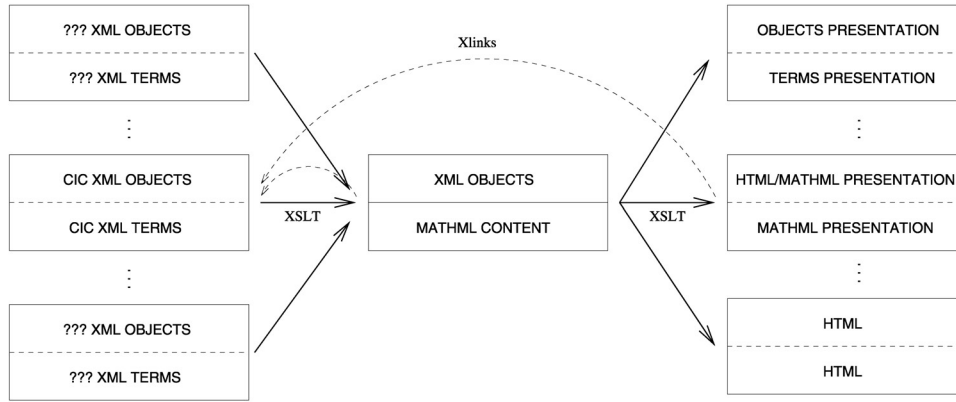 ??? XML OBJECTS
??? XML TERMS
CIC XML OBJECTS
CIC XML TERMS
??? XML OBJECTS
??? XML TERMS
Xlinks
XSLT
XML OBJECTS
MATHML CONTENT
XSLT
OBJECTS PRESENTATION
TERMS PRESENTATION
HTML/MATHML PRESENTATION
MATHML PRESENTATION
HTML
HTML